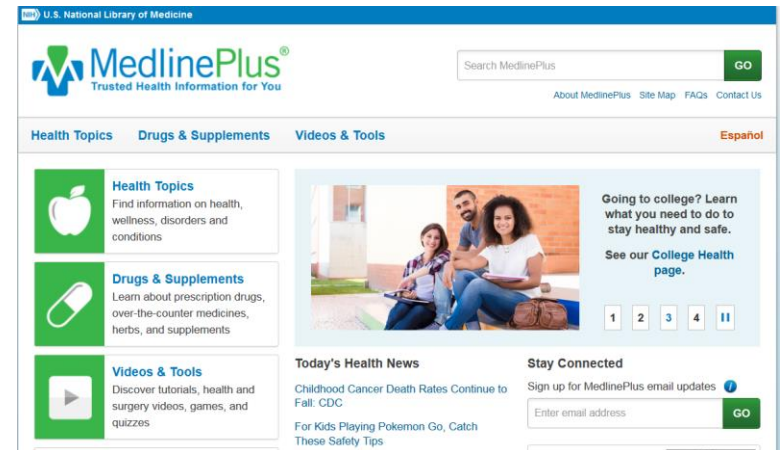 NIH U.S. National Library of Medicine
MedlinePlus®
Trusted Health Information for You
Search MedlinePlus
GO
About MedlinePlus Site Map FAQs Contact Us
Health Topics Drugs & Supplements Videos & Tools
Español
Health Topics
Find information on health,
wellness, disorders and
conditions
Drugs & Supplements
Learn about prescription drugs,
over-the-counter medicines,
herbs, and supplements
Videos & Tools
Discover tutorials, health and
surgery videos, games, and
quizzes
Going to college? Learn
what you need to do to
stay healthy and safe.
See our College Health
page.
1 2 3 4
Today's Health News
Childhood Cancer Death Rates Continue to
Fall: CDC
For Kids Playing Pokemon Go, Catch
These Safety Tips
Stay Connected
Sign up for MedlinePlus email updates
Enter email address
GO